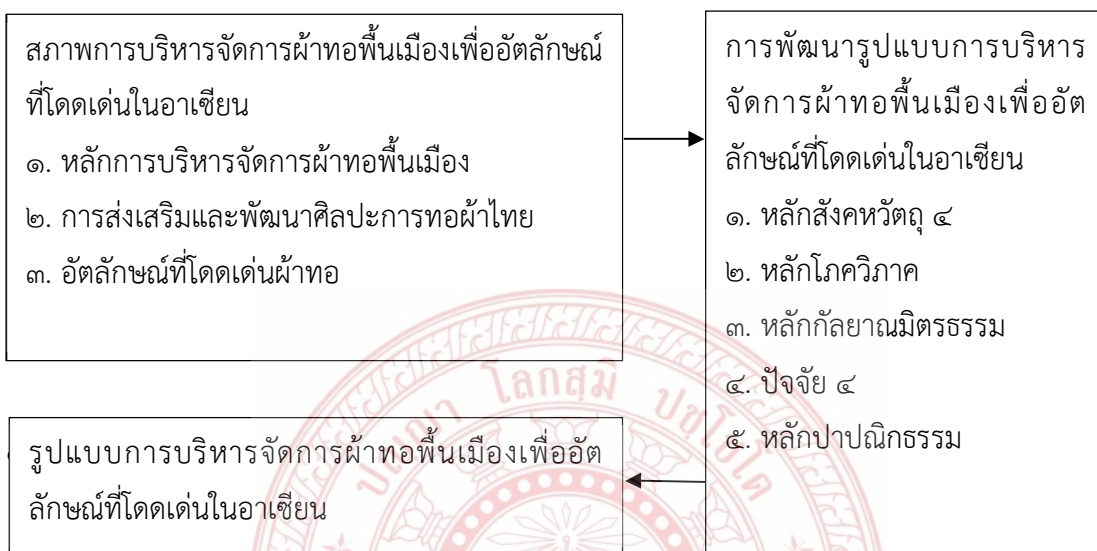 สภาพการบริหารจัดการผ้าทอพื้นเมืองเพื่ออัตลักษณ์
ที่โดดเด่นในอาเซียน
๑. หลักการบริหารจัดการผ้าทอพื้นเมือง
๒. การส่งเสริมและพัฒนาศิลปะการทอผ้าไทย
๓. อัตลักษณ์ที่โดดเด่นผ้าทอ
การพัฒนารูปแบบการบริหาร
จัดการผ้าทอพื้นเมืองเพื่ออัต
ลักษณ์ที่โดดเด่นในอาเซียน
๑. หลักสังคหวัตถุ ๔
๒. หลักโภควิภาค
๓. หลักกัลยาณมิตรธรรม
๔. ปัจจัย ๔
๕. หลักปาปณิกธรรม
รูปแบบการบริหารจัดการผ้าทอพื้นเมืองเพื่ออัต
ลักษณ์ที่โดดเด่นในอาเซียน
ปญฺญา โลกสฺมิ ปชฺโชโต